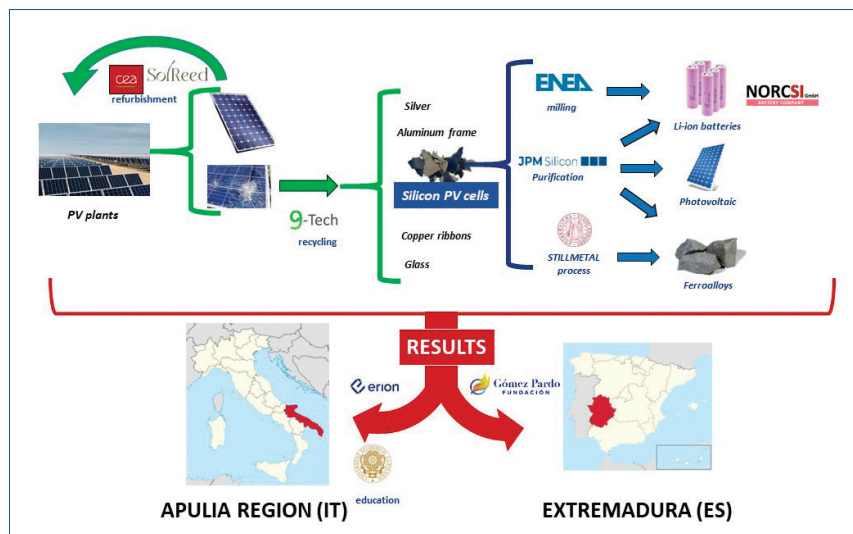 cea SolReed
refurbishment
PV plants
9-Tech
recycling
Silver
Aluminum frame
Silicon PV cells
Copper ribbons
Glass
ENEA
milling
JPM Silicon
Purification
STILLMETAL
process
NORCSI GmbH
BATTERY COMPANY
Li-ion batteries
Photovoltaic
Ferroalloys
RESULTS
erion
Gómez Pardo
FUNDACIÓN
education
APULIA REGION (IT)
EXTREMADURA (ES)